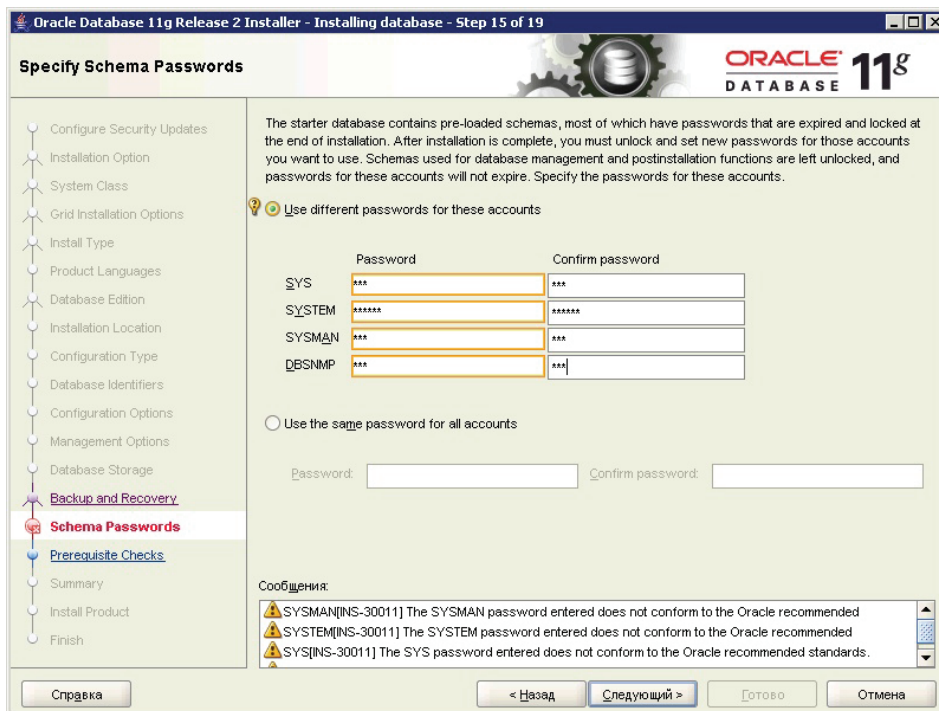 Oracle Database 11g Release 2 Installer - Installing database - Step 15 of 19
Specify Schema Passwords
ORACLE
DATABASE
11g
Configure Security Updates
Installation Option
System Class
Grid Installation Options
Install Type
Product Languages
Database Edition
Installation Location
Configuration Type
Database Identifiers
Configuration Options
Management Options
Database Storage
Backup and Recovery
Schema Passwords
Prerequisite Checks
Summary
Install Product
Finish
The starter database contains pre-loaded schemas, most of which have passwords that are expired and locked at
the end of installation. After installation is complete, you must unlock and set new passwords for those accounts
you want to use. Schemas used for database management and postinstallation functions are left unlocked, and
passwords for these accounts will not expire. Specify the passwords for these accounts.
Use different passwords for these accounts
Password Confirm password
SYS *** ***
SYSTEM ****** ******
SYSMAN *** ***
DBSNMP *** ***
Use the same password for all accounts
Password: Confirm password:
Сообщения:
SYSMAN[INS-30011] The SYSMAN password entered does not conform to the Oracle recommended
SYSTEM[INS-30011] The SYSTEM password entered does not conform to the Oracle recommended
SYS[INS-30011] The SYS password entered does not conform to the Oracle recommended standards.
Справка < Назад Следующий > Готово Отмена